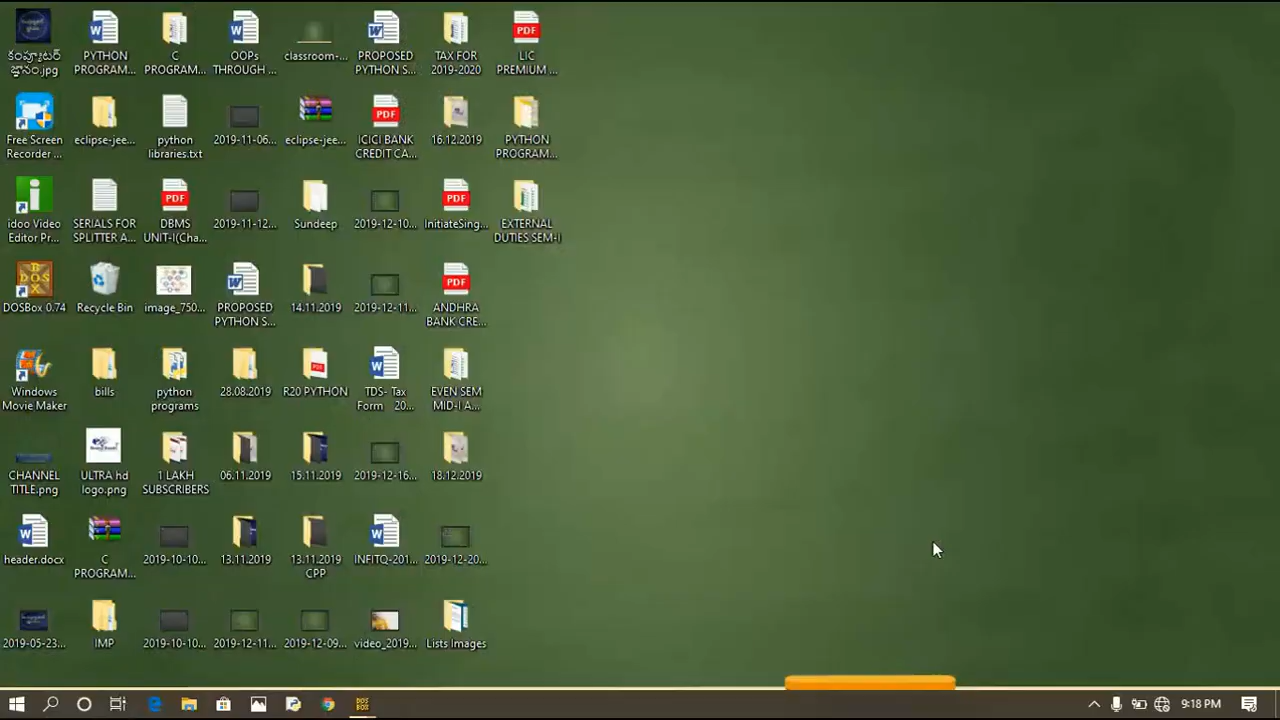 కంప్యూటర్
జ్ఞానం.jpg
PYTHON
PROGRAM...
C
PROGRAM...
OOPs
THROUGH ...
classroom-...
PROPOSED
PYTHON S...
TAX FOR
2019-2020
PDF
LIC
PREMIUM ...
Free Screen
Recorder ...
eclipse-jee...
python
libraries.txt
2019-11-06...
eclipse-jee...
PDF
ICICI BANK
CREDIT CA...
16.12.2019
PYTHON
PROGRAM...
idoo Video
Editor Pr...
SERIALS FOR
SPLITTER A...
PDF
DBMS
UNIT-I(Cha...
2019-11-12...
Sundeep
2019-12-10...
PDF
InitiateSing...
EXTERNAL
DUTIES SEM-I
DOSBox 0.74
Recycle Bin
image_750...
PROPOSED
PYTHON S...
14.11.2019
2019-12-11...
PDF
ANDHRA
BANK CRE...
Windows
Movie Maker
bills
python
programs
28.08.2019
R20 PYTHON
TDS- Tax
Form 20...
EVEN SEM
MID-I A...
CHANNEL
TITLE.png
ULTRA hd
logo.png
1 LAKH
SUBSCRIBERS
06.11.2019
15.11.2019
2019-12-16...
18.12.2019
header.docx
C
PROGRAM...
2019-10-10...
13.11.2019
13.11.2019
CPP
INFITQ-201...
2019-12-20...
2019-05-23...
IMP
2019-10-10...
2019-12-11...
2019-12-09...
video_2019...
Lists Images
9:18 PM